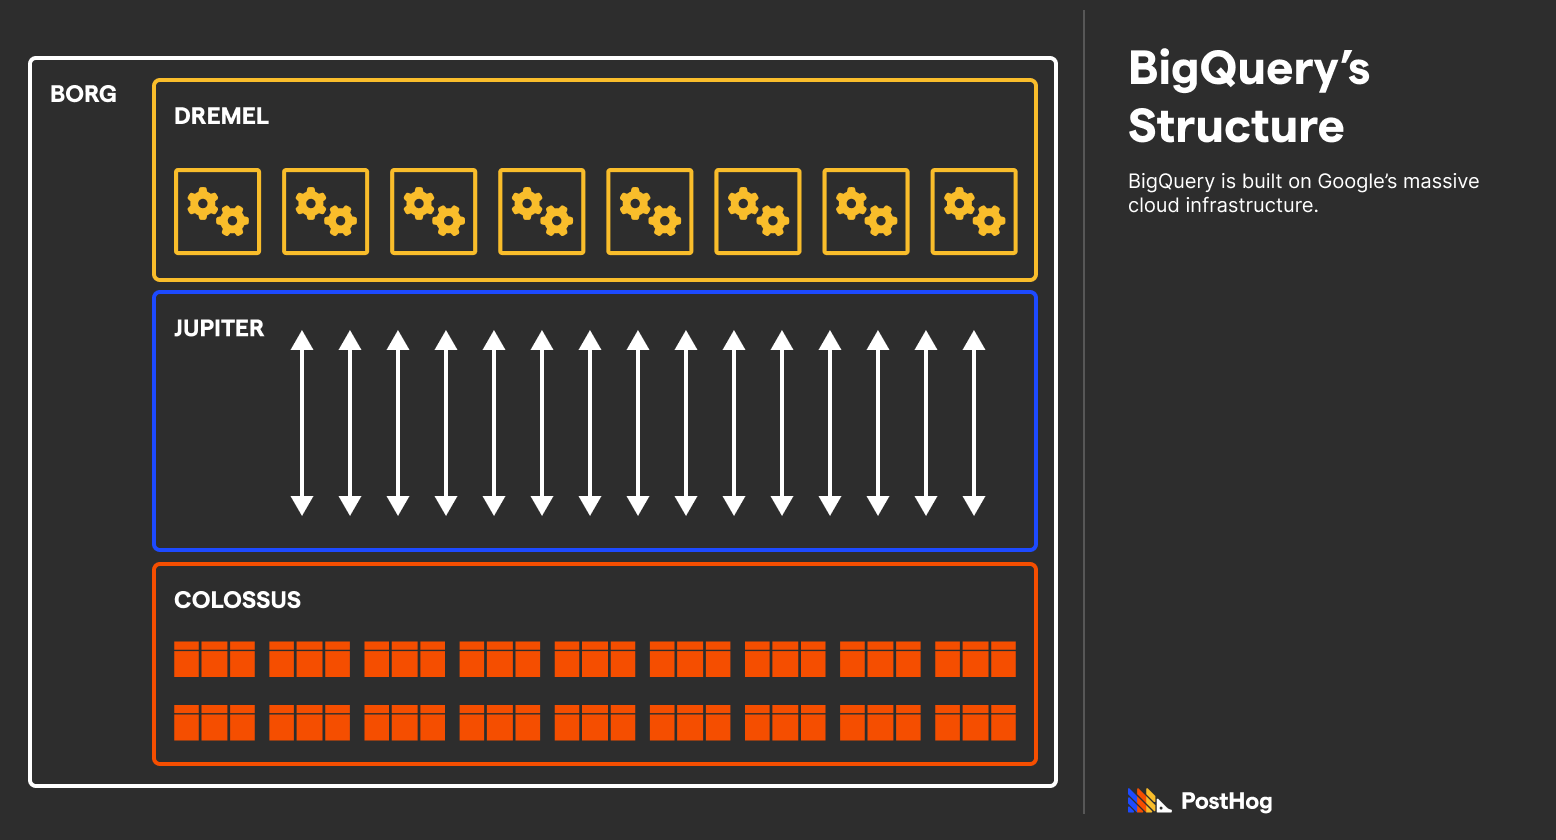 BORG
DREMEL
JUPITER
COLOSSUS
BigQuery’s
Structure
BigQuery is built on Google’s massive
cloud infrastructure.
PostHog